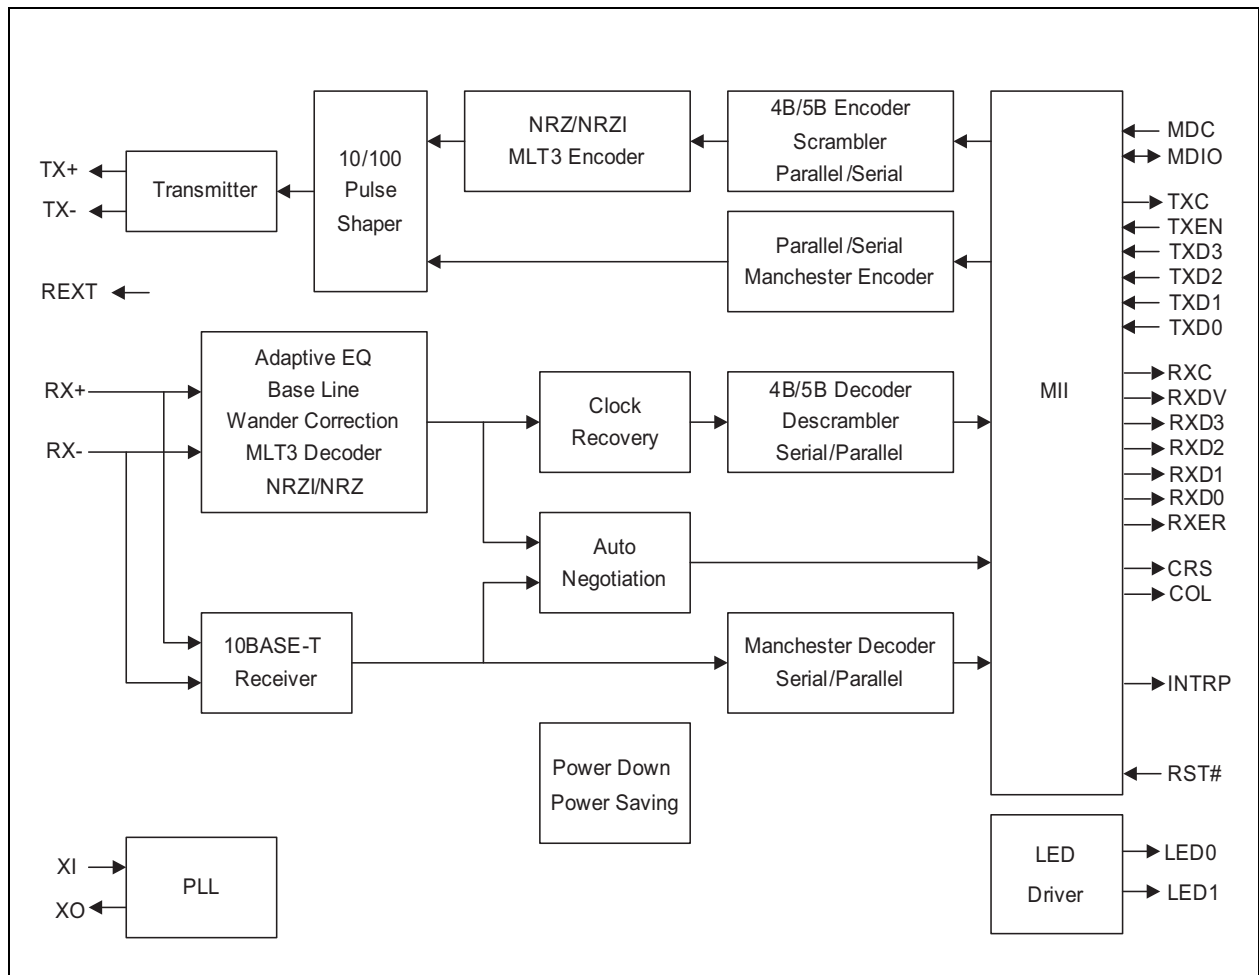 TX+
TX-
Transmitter
10/100
Pulse
Shaper
NRZ/NRZI
MLT3 Encoder
4B/5B Encoder
Scrambler
Parallel/Serial
Parallel/Serial
Manchester Encoder
REXT
RX+
RX-
Adaptive EQ
Base Line
Wander Correction
MLT3 Decoder
NRZI/NRZ
Clock
Recovery
4B/5B Decoder
Descrambler
Serial/Parallel
Auto
Negotiation
10BASE-T
Receiver
Manchester Decoder
Serial/Parallel
Power Down
Power Saving
XI
XO
PLL
MII
MDC
MDIO
TXC
TXEN
TXD3
TXD2
TXD1
TXD0
RXC
RXDV
RXD3
RXD2
RXD1
RXD0
RXER
CRS
COL
INTRP
RST#
LED
Driver
LED0
LED1